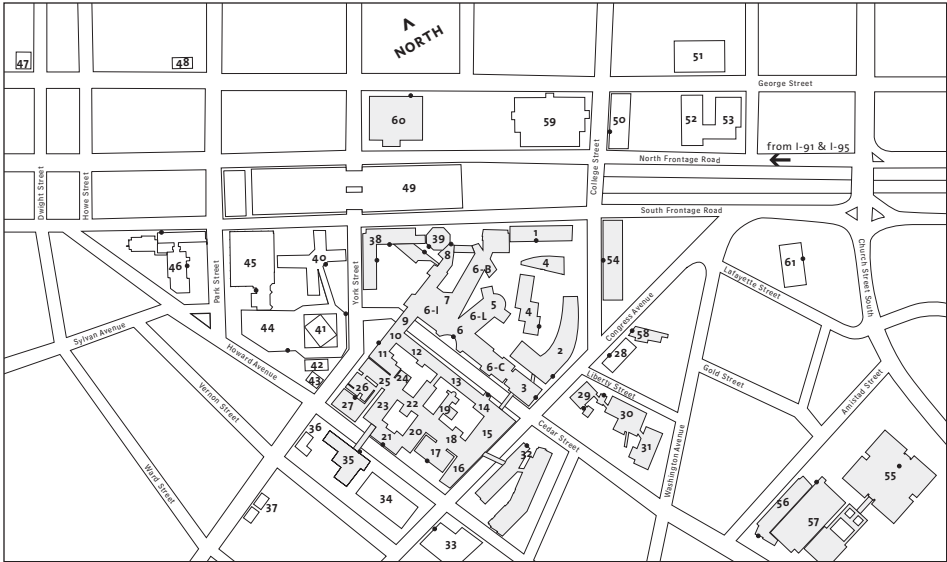 NORTH
47
48
51
George Street
60
59
50
52
53
from I-91 & I-95
North Frontage Road
College Street
Dwight Street
Howe Street
49
South Frontage Road
38
39
1
46
45
40
8
6-B
4
54
61
Park Street
York Street
7
6-I
5
6-L
4
Lafayette Street
Church Street South
Congress Avenue
44
41
9
10
6
58
Sylvan Avenue
Howard Avenue
11
12
2
28
42
43
6-C
25
24
13
3
Liberty Street
Gold Street
26
27
23
22
19
14
29
30
Amistad Street
Vernon Street
36
21
20
18
15
Cedar Street
31
Washington Avenue
35
17
16
32
Ward Street
34
55
37
56
57
33